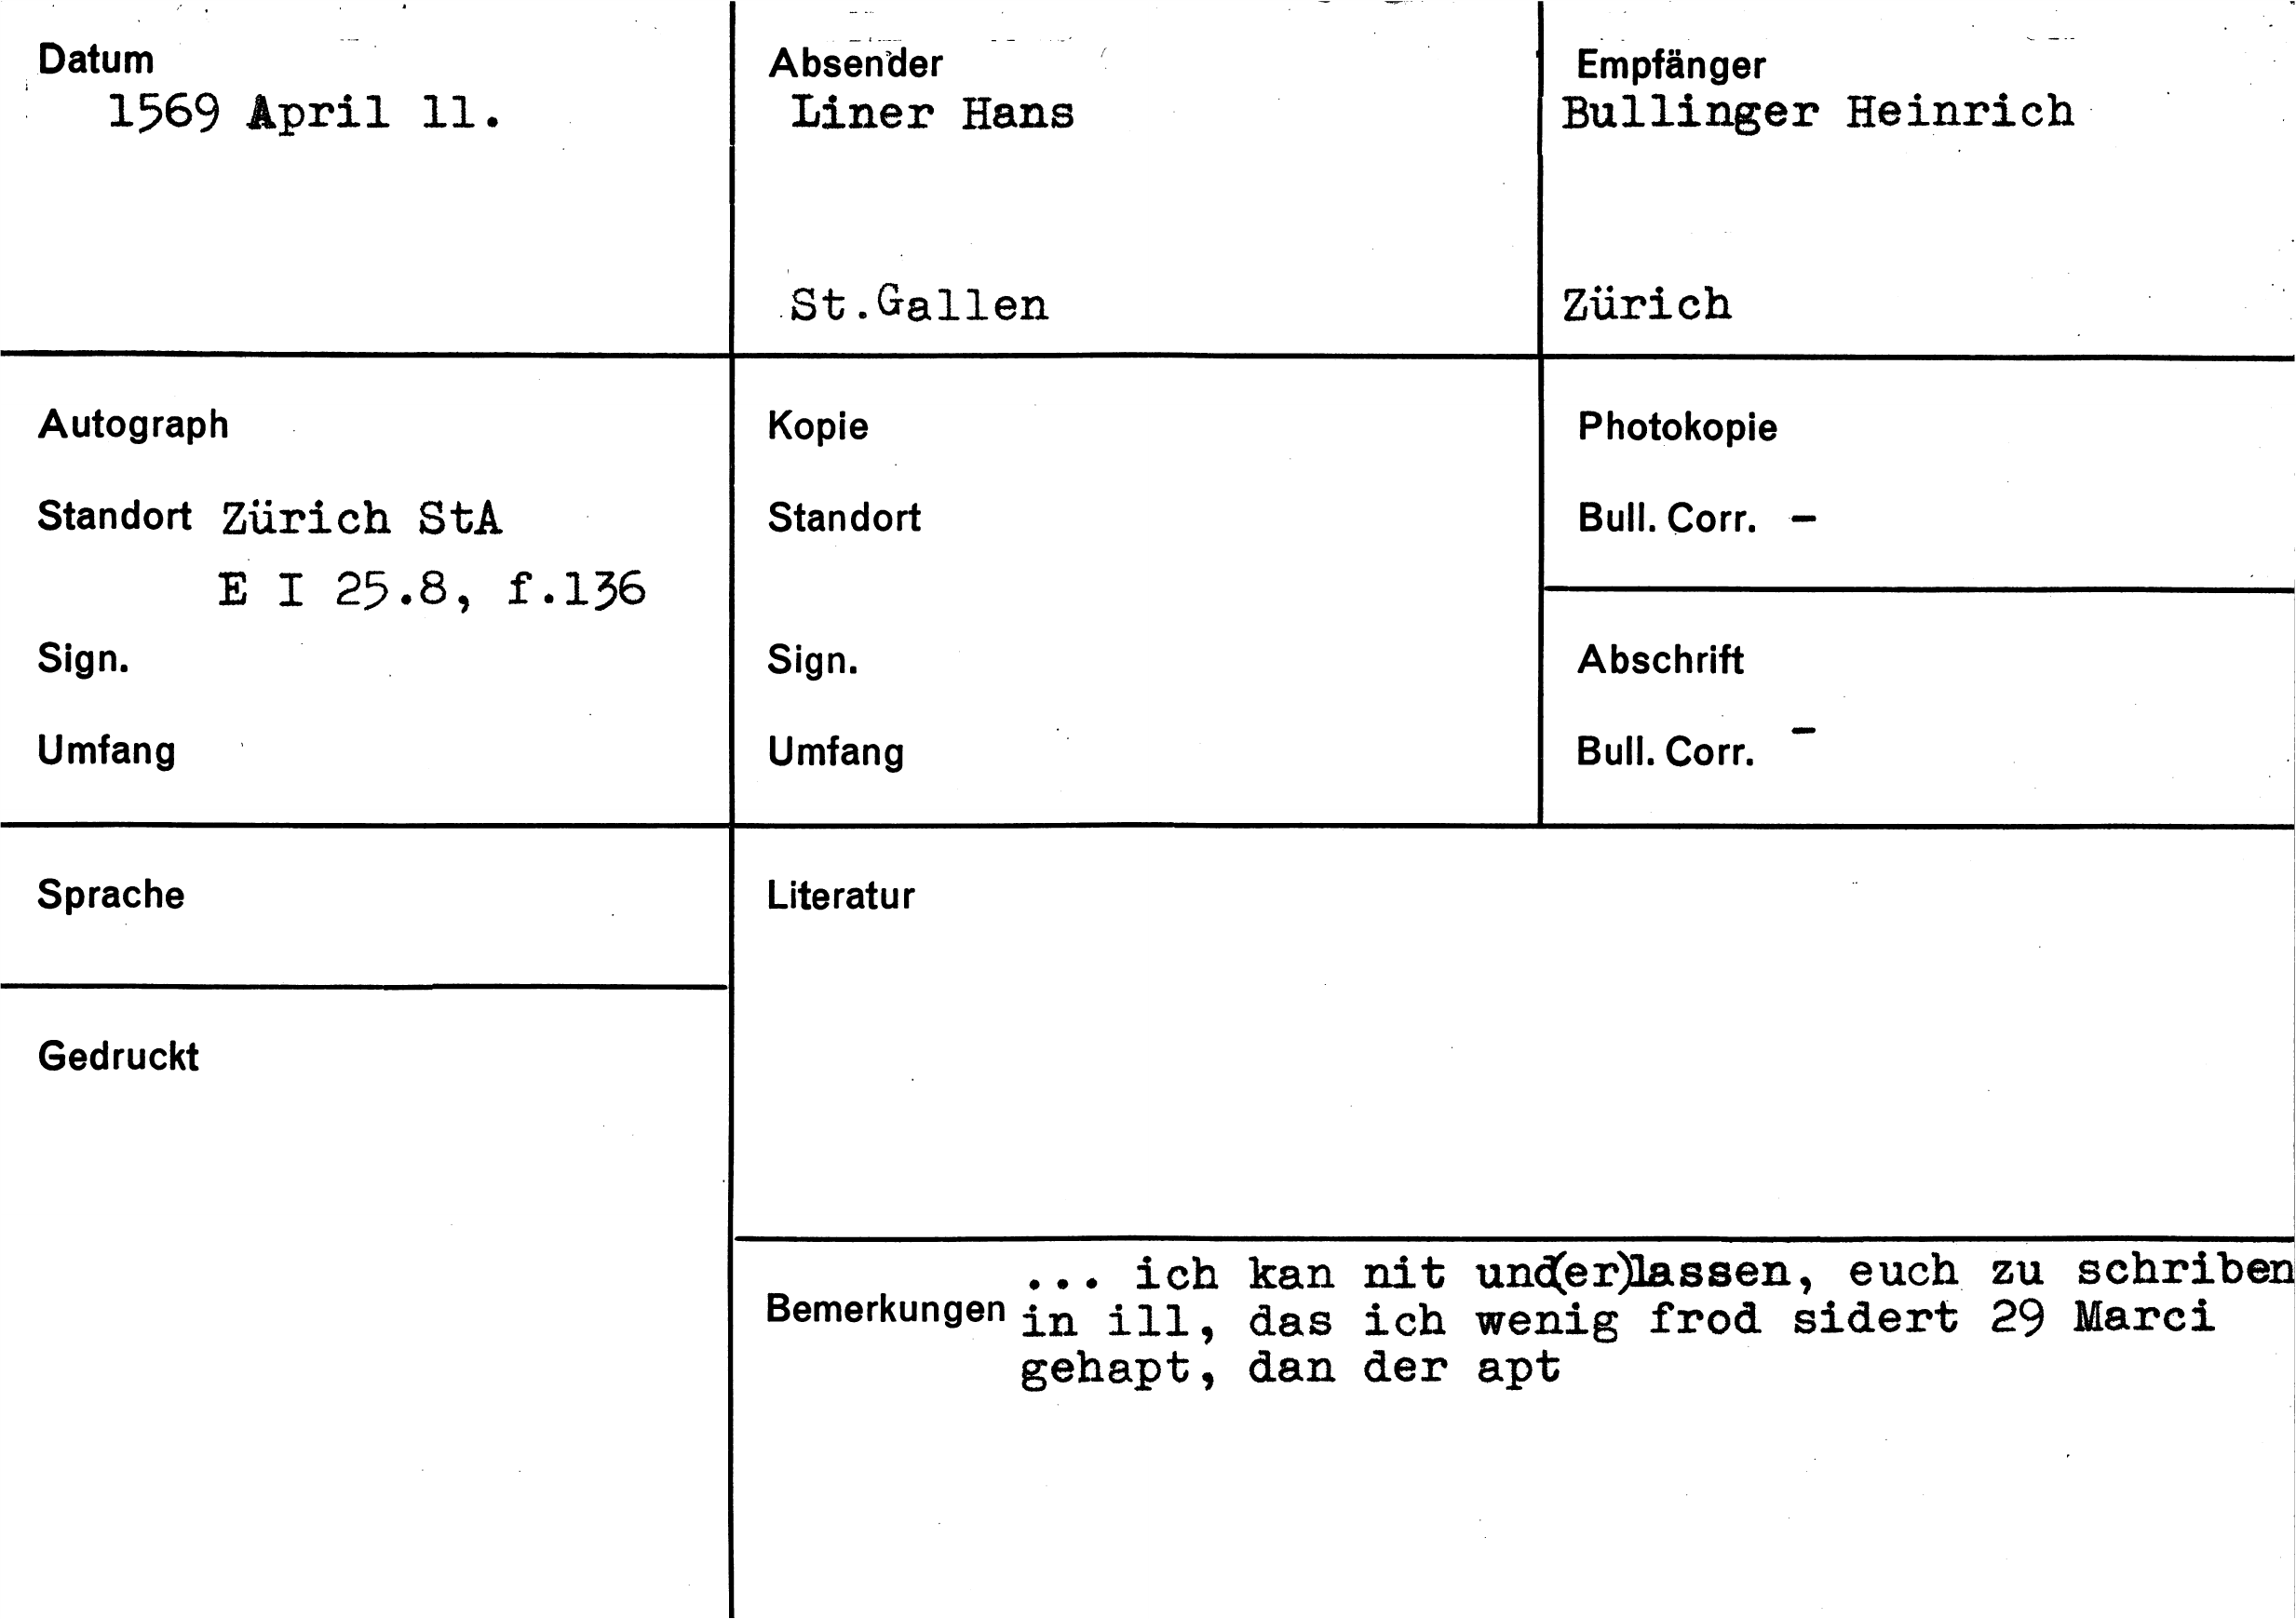 Datum
1569 April 11.
Absender
Liner Hans
St.Gallen
Empfänger
Bullinger Heinrich
Zürich
Autograph
Standort Zürich StA
E I 25.8, f.136
Sign.
Umfang
Kopie
Standort
Sign.
Umfang
Photokopie
Bull. Corr. -
Abschrift
Bull. Corr. -
Sprache
Gedruckt
Literatur
Bemerkungen
... ich kan nit und(er)lassen, euch zu schriben
in ill, das ich wenig frod sidert 29 Marci
gehapt, dan der apt